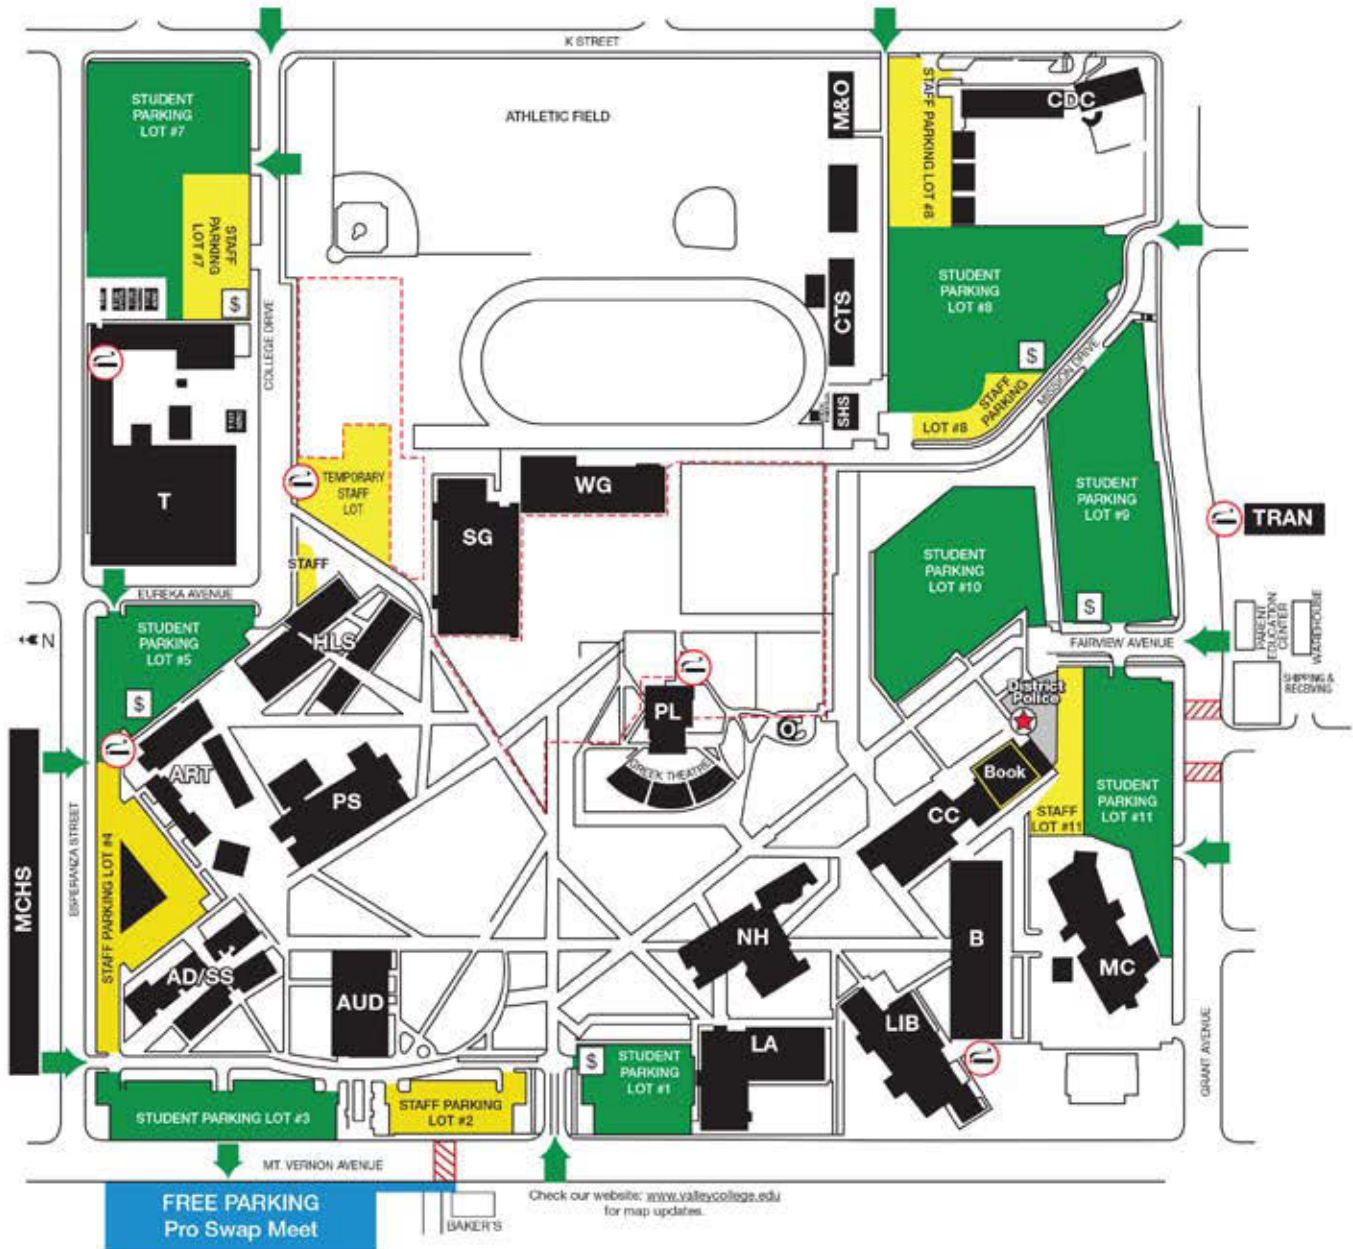 K STREET
STUDENT
PARKING
LOT #7
ATHLETIC FIELD
M&O
STAFF PARKING LOT #8
CDC
STAFF
PARKING
LOT #7
$
COLLEGE DRIVE
STUDENT
PARKING
LOT #8
CTS
$
MISSION DRIVE
STAFF
PARKING
LOT #8
SHS
T
TEMPORARY
STAFF
LOT
WG
SG
STUDENT
PARKING
LOT #9
TRAN
STUDENT
PARKING
LOT #10
STAFF
EUREKA AVENUE
$
PARENT
EDUCATION
CENTER
WAREHOUSE
N
STUDENT
PARKING
LOT #5
HLS
FAIRVIEW AVENUE
SHIPPING &
RECEIVING
$
District
Police
PL
O
ART
GREEK THEATRE
Book
PS
CC
STUDENT
PARKING
LOT #11
STAFF
LOT #11
ESPERANZA STREET
MCHS
STAFF PARKING LOT #4
NH
B
MC
AD/SS
AUD
LIB
LA
$
STUDENT
PARKING
LOT #1
GRANT AVENUE
STUDENT PARKING LOT #3
STAFF PARKING
LOT #2
MT. VERNON AVENUE
FREE PARKING
Pro Swap Meet
BAKER'S
Check our website: www.valleycollege.edu
for map updates.